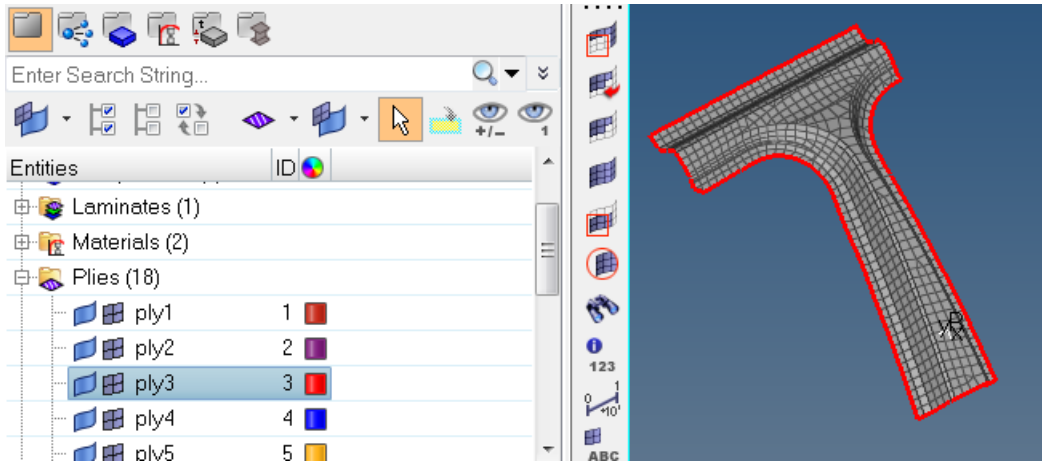 Enter Search String...
+/− 1
Entities ID
Laminates (1)
Materials (2)
Plies (18)
ply1 1
ply2 2
ply3 3
ply4 4
ply5 5
123
0 1
+10'
ABC